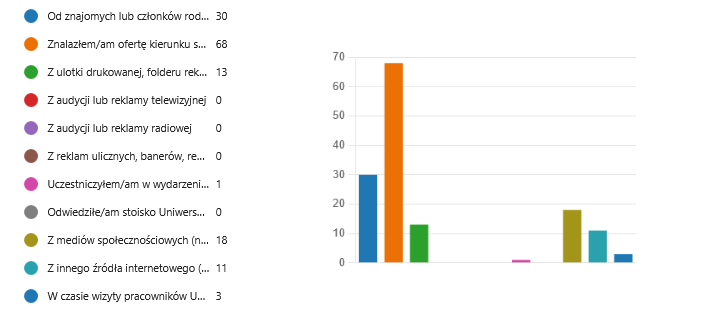 Od znajomych lub członków rod... 30
Znalazłem/am ofertę kierunku s... 68
Z ulotki drukowanej, folderu rek... 13
Z audycji lub reklamy telewizyjnej 0
Z audycji lub reklamy radiowej 0
Z reklam ulicznych, banerów, re... 0
Uczestniczyłem/am w wydarzeni... 1
Odwiedziłe/am stoisko Uniwers... 0
Z mediów społecznościowych (n... 18
Z innego źródła internetowego (... 11
W czasie wizyty pracowników U... 3
70
60
50
40
30
20
10
0